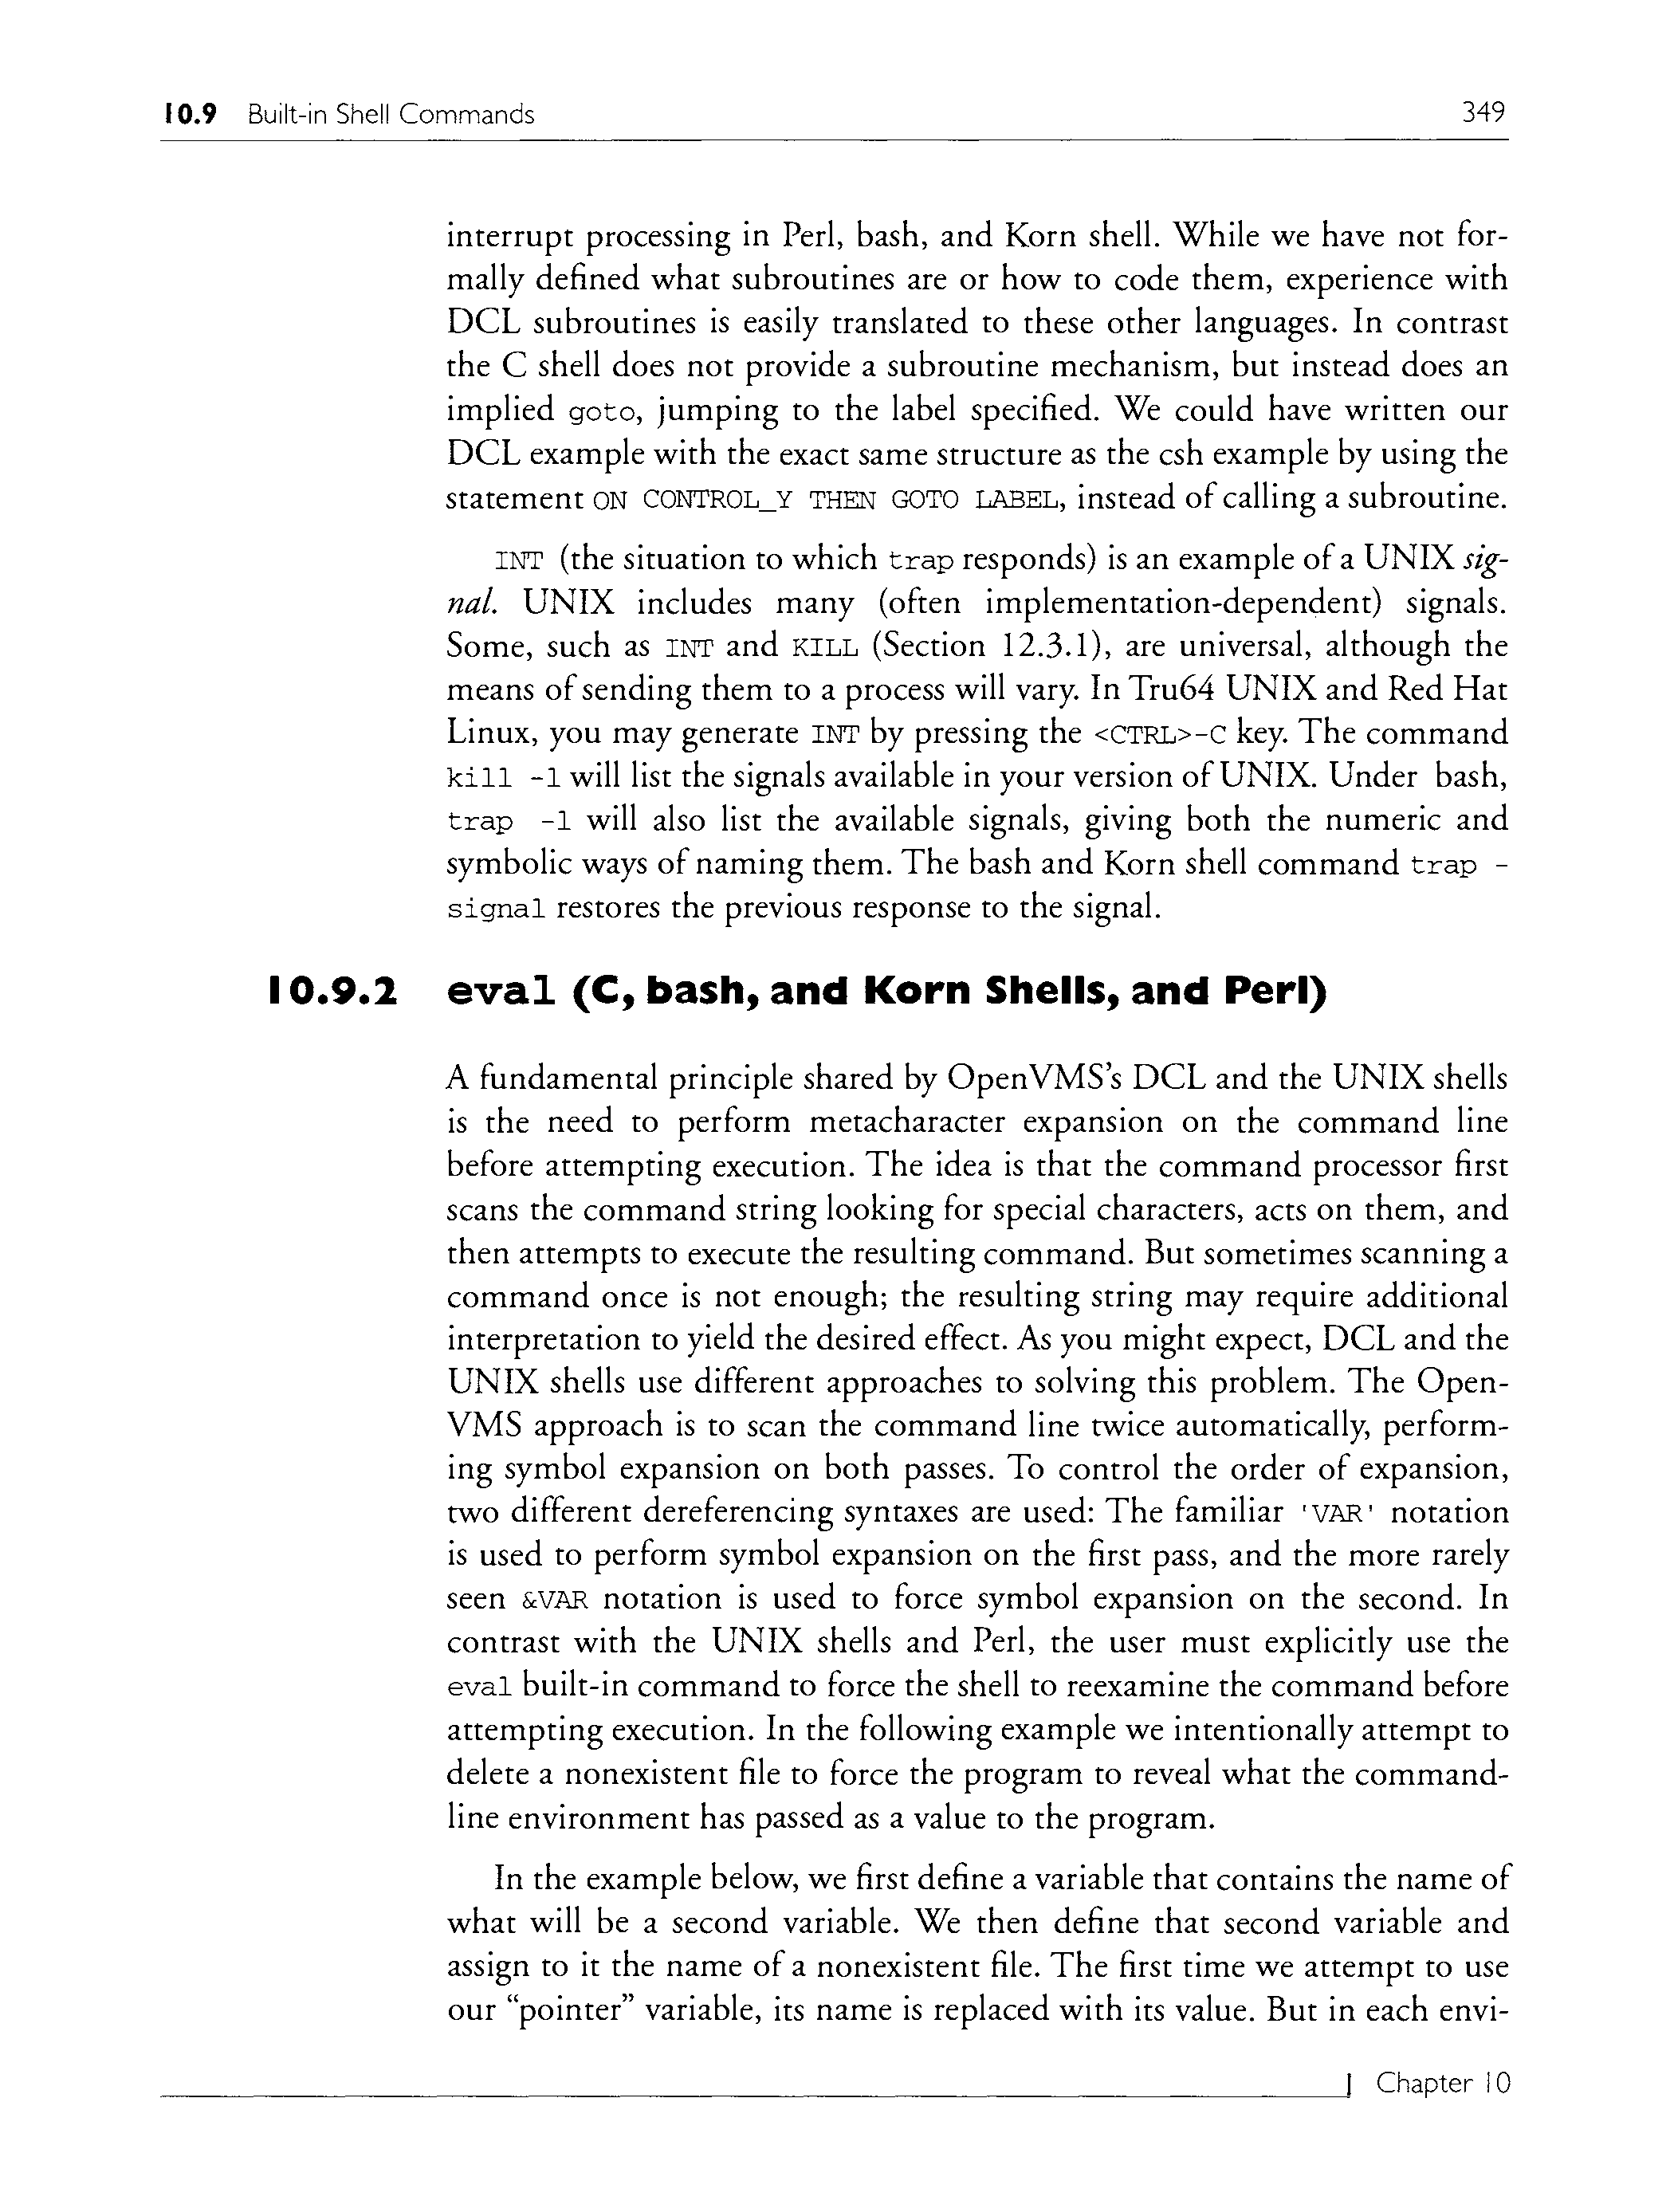 10.9 Built-in Shell Commands 349
interrupt processing in Perl, bash, and Korn shell. While we have not for-
mally defined what subroutines are or how to code them, experience with
DCL subroutines is easily translated to these other languages. In contrast
the C shell does not provide a subroutine mechanism, but instead does an
implied goto, jumping to the label specified. We could have written our
DCL example with the exact same structure as the csh example by using the
statement ON CONTROL_Y THEN GOTO LABEL, instead of calling a subroutine.
INT (the situation to which trap responds) is an example of a UNIX sig-
nal. UNIX includes many (often implementation-dependent) signals.
Some, such as INT and KILL (Section 12.3.1), are universal, although the
means of sending them to a process will vary. In Tru64 UNIX and Red Hat
Linux, you may generate INT by pressing the <CTRL>-C key. The command
kill -l will list the signals available in your version of UNIX. Under bash,
trap -l will also list the available signals, giving both the numeric and
symbolic ways of naming them. The bash and Korn shell command trap -
signal restores the previous response to the signal.
10.9.2 eval (C, bash, and Korn Shells, and Perl)
A fundamental principle shared by OpenVMS's DCL and the UNIX shells
is the need to perform metacharacter expansion on the command line
before attempting execution. The idea is that the command processor first
scans the command string looking for special characters, acts on them, and
then attempts to execute the resulting command. But sometimes scanning a
command once is not enough; the resulting string may require additional
interpretation to yield the desired effect. As you might expect, DCL and the
UNIX shells use different approaches to solving this problem. The Open-
VMS approach is to scan the command line twice automatically, perform-
ing symbol expansion on both passes. To control the order of expansion,
two different dereferencing syntaxes are used: The familiar 'VAR' notation
is used to perform symbol expansion on the first pass, and the more rarely
seen &VAR notation is used to force symbol expansion on the second. In
contrast with the UNIX shells and Perl, the user must explicitly use the
eval built-in command to force the shell to reexamine the command before
attempting execution. In the following example we intentionally attempt to
delete a nonexistent file to force the program to reveal what the command-
line environment has passed as a value to the program.
In the example below, we first define a variable that contains the name of
what will be a second variable. We then define that second variable and
assign to it the name of a nonexistent file. The first time we attempt to use
our “pointer” variable, its name is replaced with its value. But in each envi-
Chapter 10